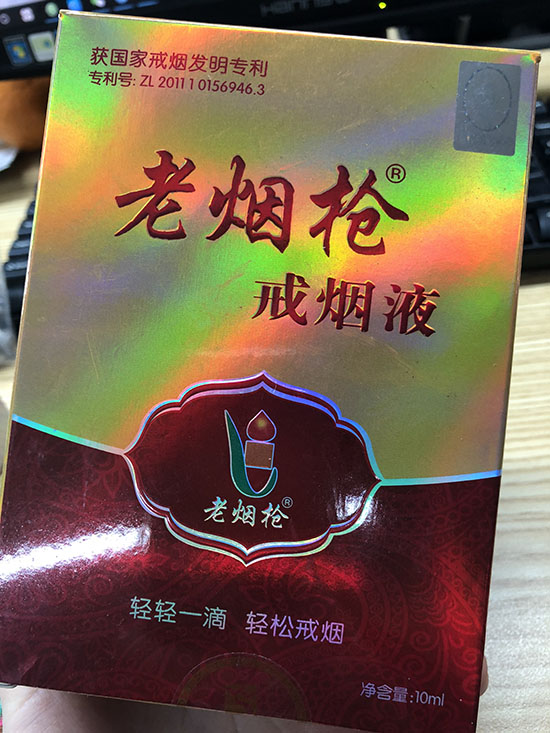 获国家戒烟发明专利
专利号: ZL 2011 1 0156946.3
老烟枪®
戒烟液
老烟枪®
轻轻一滴 轻松戒烟
净含量:10ml